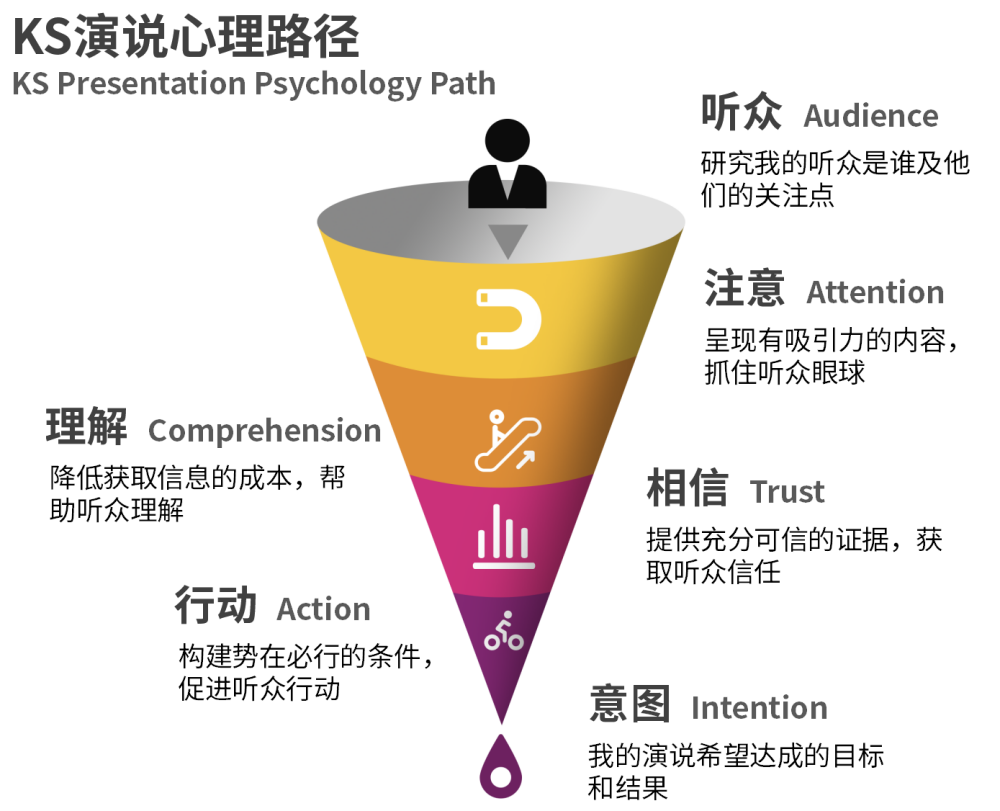 KS演说心理路径
KS Presentation Psychology Path
听众 Audience
研究我的听众是谁及他
们的关注点
注意 Attention
呈现有吸引力的内容，
抓住听众眼球
理解 Comprehension
降低获取信息的成本，帮
助听众理解
相信 Trust
提供充分可信的证据，获
取听众信任
行动 Action
构建势在必行的条件，
促进听众行动
意图 Intention
我的演说希望达成的目标
和结果